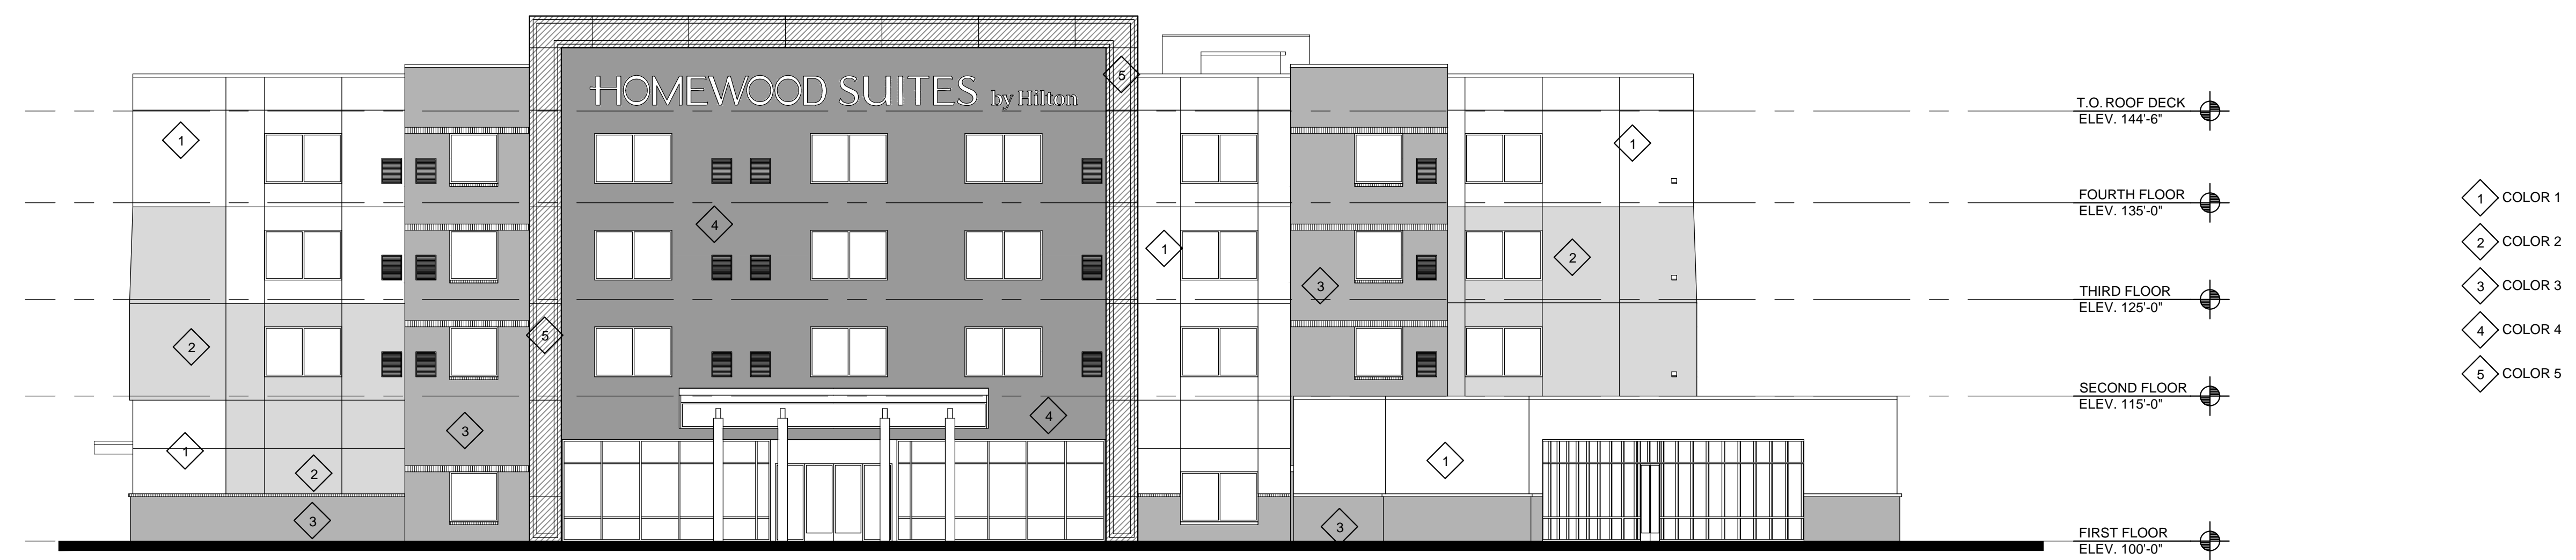 HOMEWOOD SUITES by Hilton
5
1
1
4
1
2
3
5
2
4
3
1
1
2
3
3
T.O. ROOF DECK
ELEV. 144'-6"
FOURTH FLOOR
ELEV. 135'-0"
THIRD FLOOR
ELEV. 125'-0"
SECOND FLOOR
ELEV. 115'-0"
FIRST FLOOR
ELEV. 100'-0"
1 COLOR 1
2 COLOR 2
3 COLOR 3
4 COLOR 4
5 COLOR 5